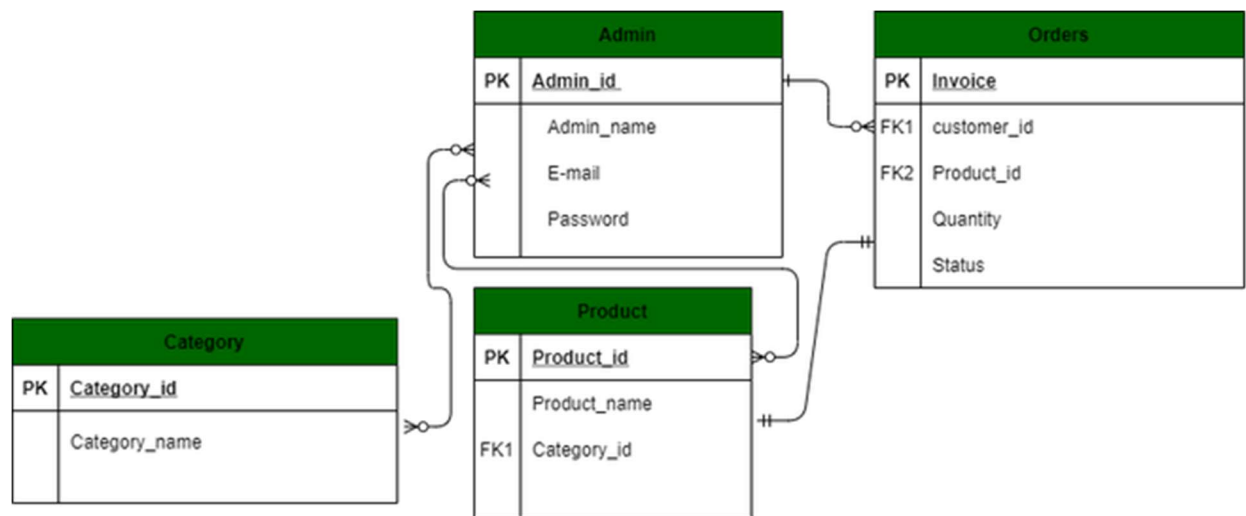 Admin
PK Admin_id
Admin_name
E-mail
Password
Orders
PK Invoice
FK1 customer_id
FK2 Product_id
Quantity
Status
Category
PK Category_id
Category_name
Product
PK Product_id
Product_name
FK1 Category_id